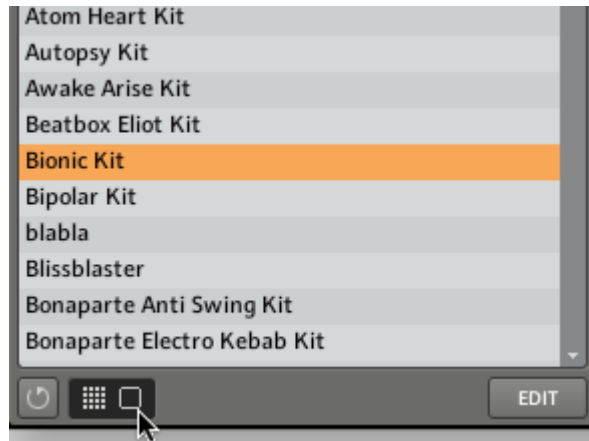 Atom Heart Kit
Autopsy Kit
Awake Arise Kit
Beatbox Eliot Kit
Bionic Kit
Bipolar Kit
blabla
Blissblaster
Bonaparte Anti Swing Kit
Bonaparte Electro Kebab Kit
EDIT